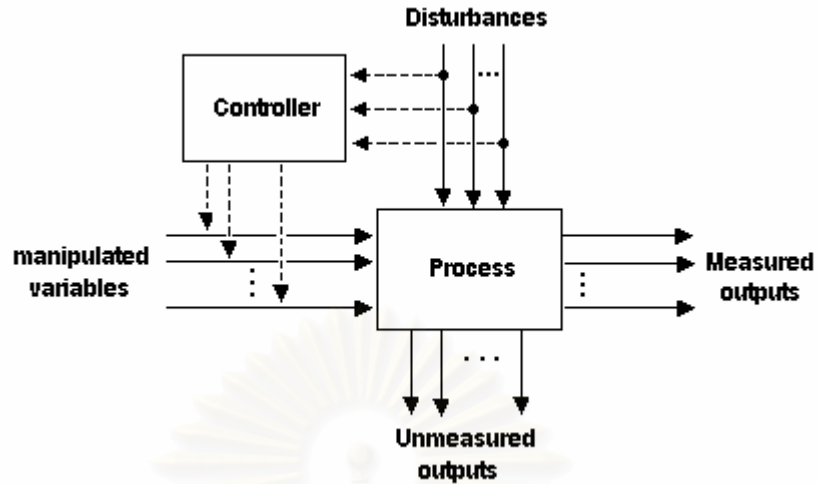 Disturbances
Controller
manipulated
variables
Process
Measured
outputs
Unmeasured
outputs